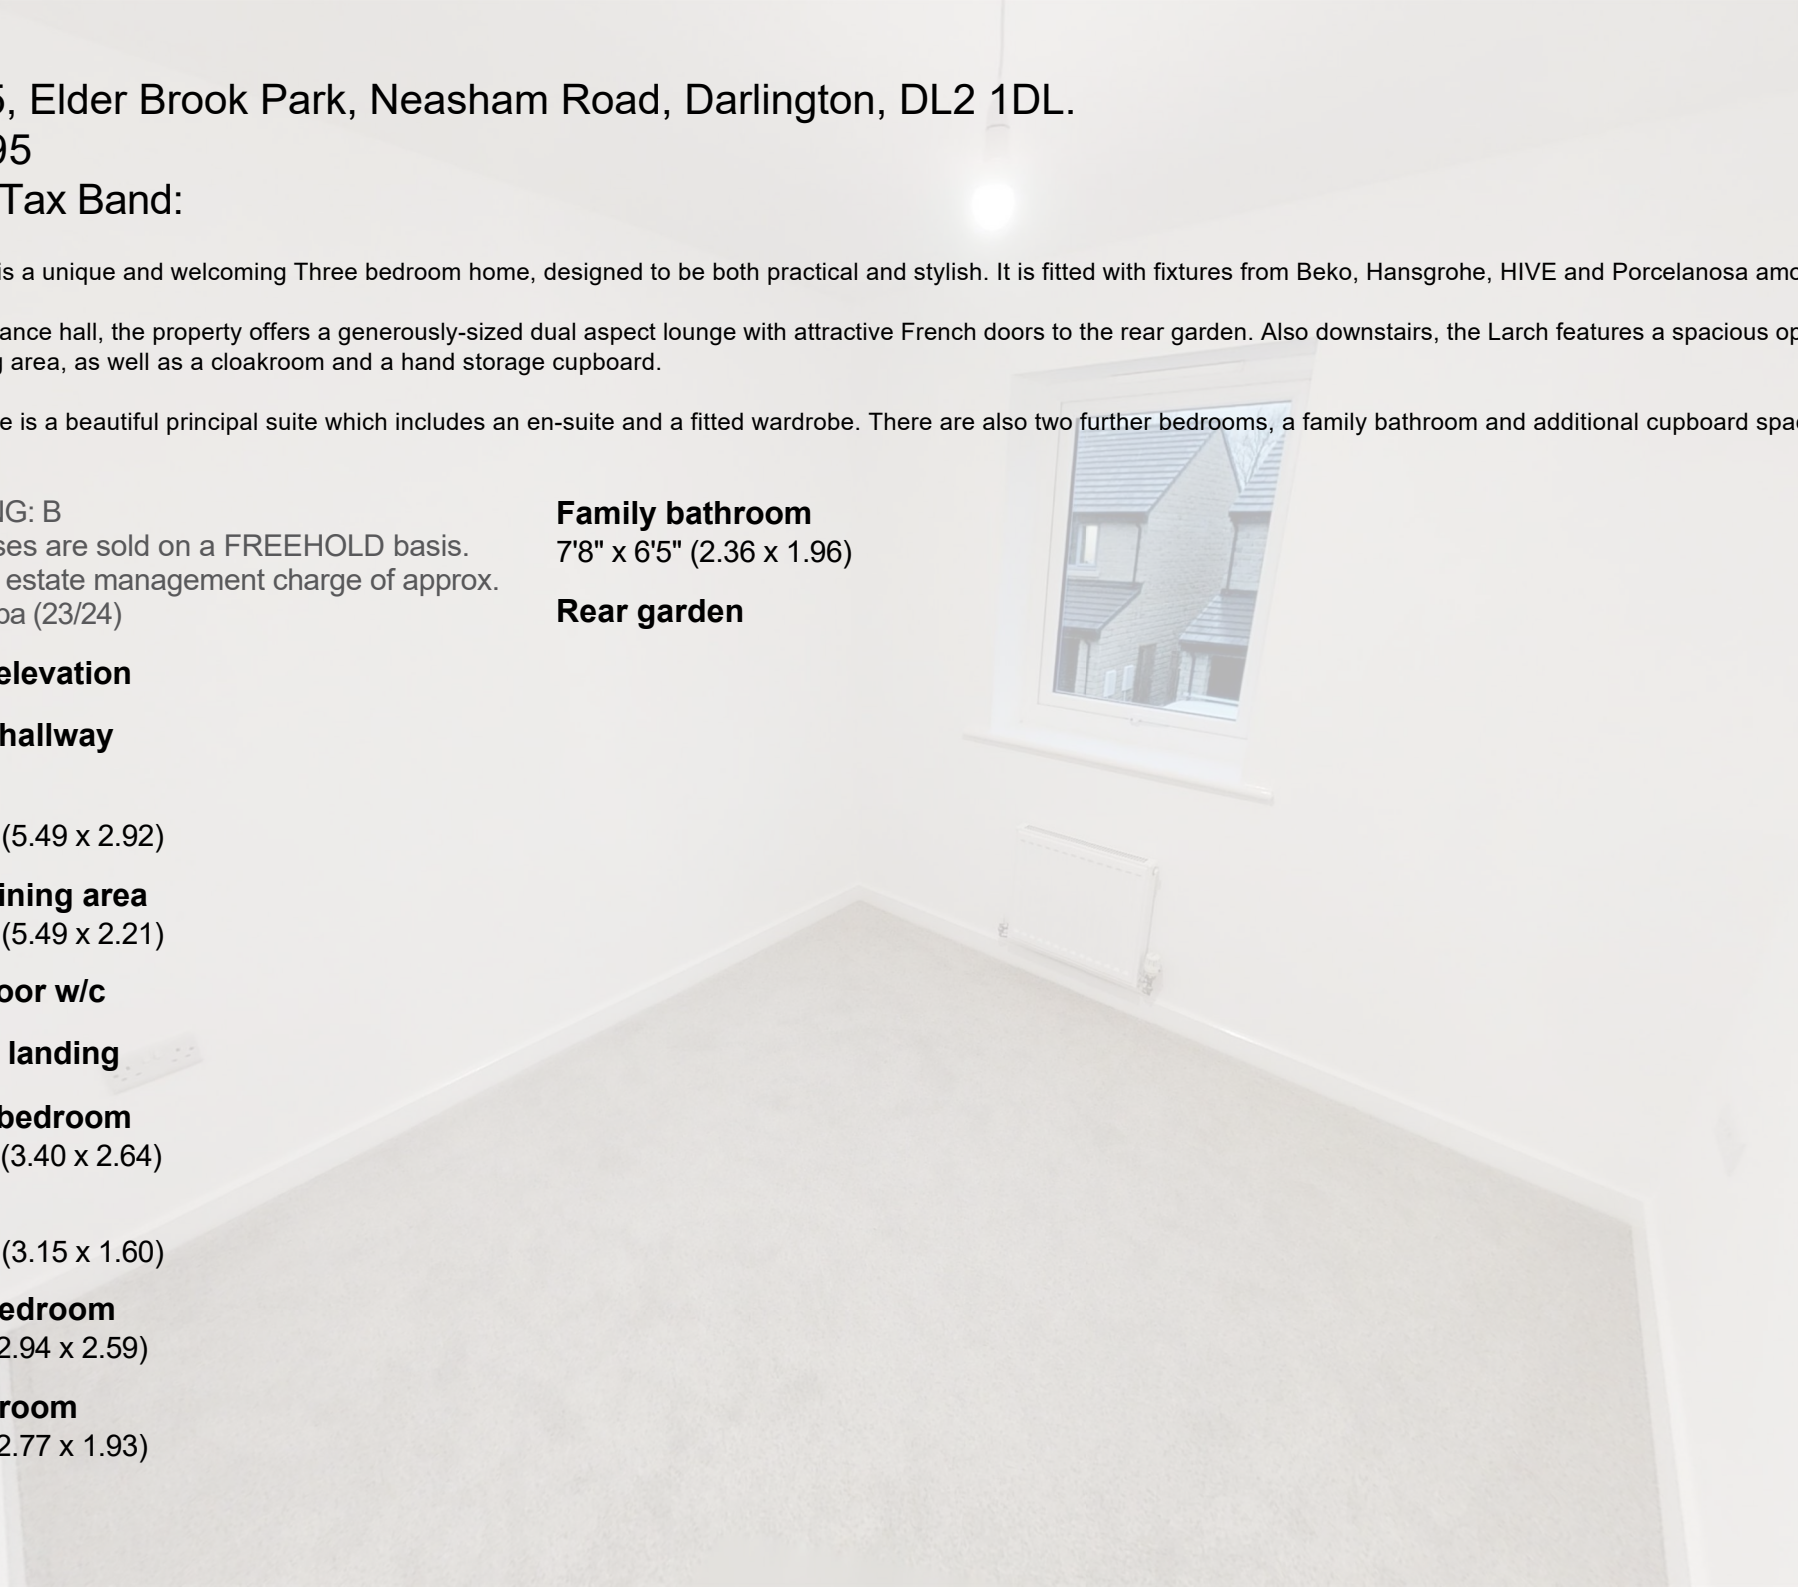 5, Elder Brook Park, Neasham Road, Darlington, DL2 1DL.
95
Tax Band:
is a unique and welcoming Three bedroom home, designed to be both practical and stylish. It is fitted with fixtures from Beko, Hansgrohe, HIVE and Porcelanosa amo
ance hall, the property offers a generously-sized dual aspect lounge with attractive French doors to the rear garden. Also downstairs, the Larch features a spacious op
g area, as well as a cloakroom and a hand storage cupboard.
e is a beautiful principal suite which includes an en-suite and a fitted wardrobe. There are also two further bedrooms, a family bathroom and additional cupboard spa
NG: B
ses are sold on a FREEHOLD basis.
estate management charge of approx.
pa (23/24)
elevation
hallway
(5.49 x 2.92)
ining area
(5.49 x 2.21)
oor w/c
landing
bedroom
(3.40 x 2.64)
(3.15 x 1.60)
edroom
2.94 x 2.59)
room
2.77 x 1.93)
Family bathroom
7'8" x 6'5" (2.36 x 1.96)
Rear garden